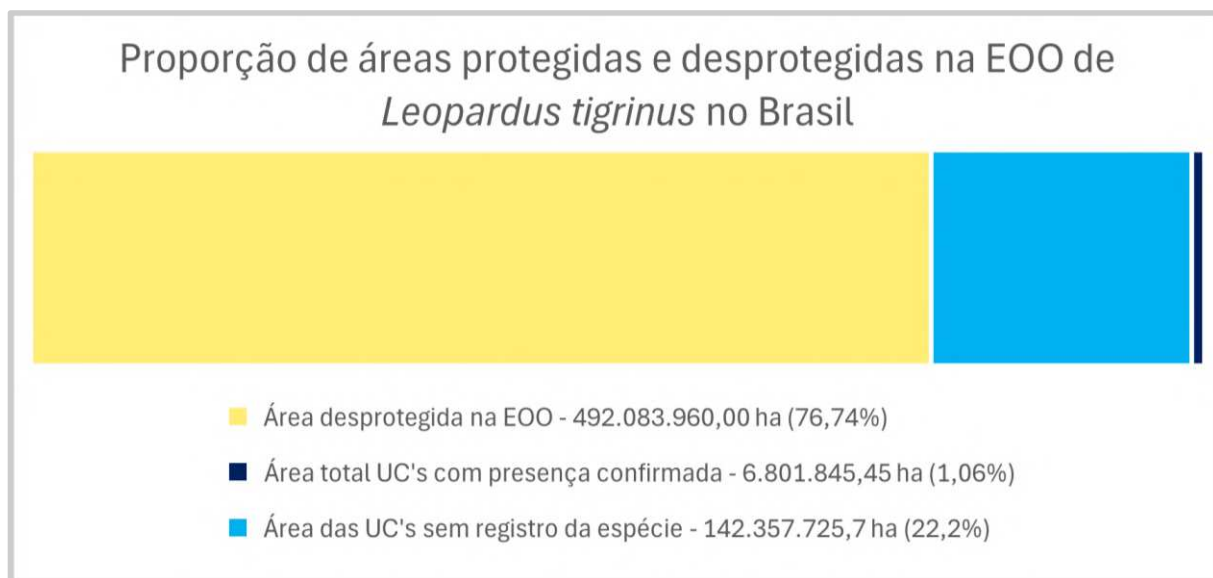 Proporção de áreas protegidas e desprotegidas na EOO de
Leopardus tigrinus no Brasil
Área desprotegida na EOO - 492.083.960,00 ha (76,74%)
Área total UC's com presença confirmada - 6.801.845,45 ha (1,06%)
Área das UC's sem registro da espécie - 142.357.725,7 ha (22,2%)